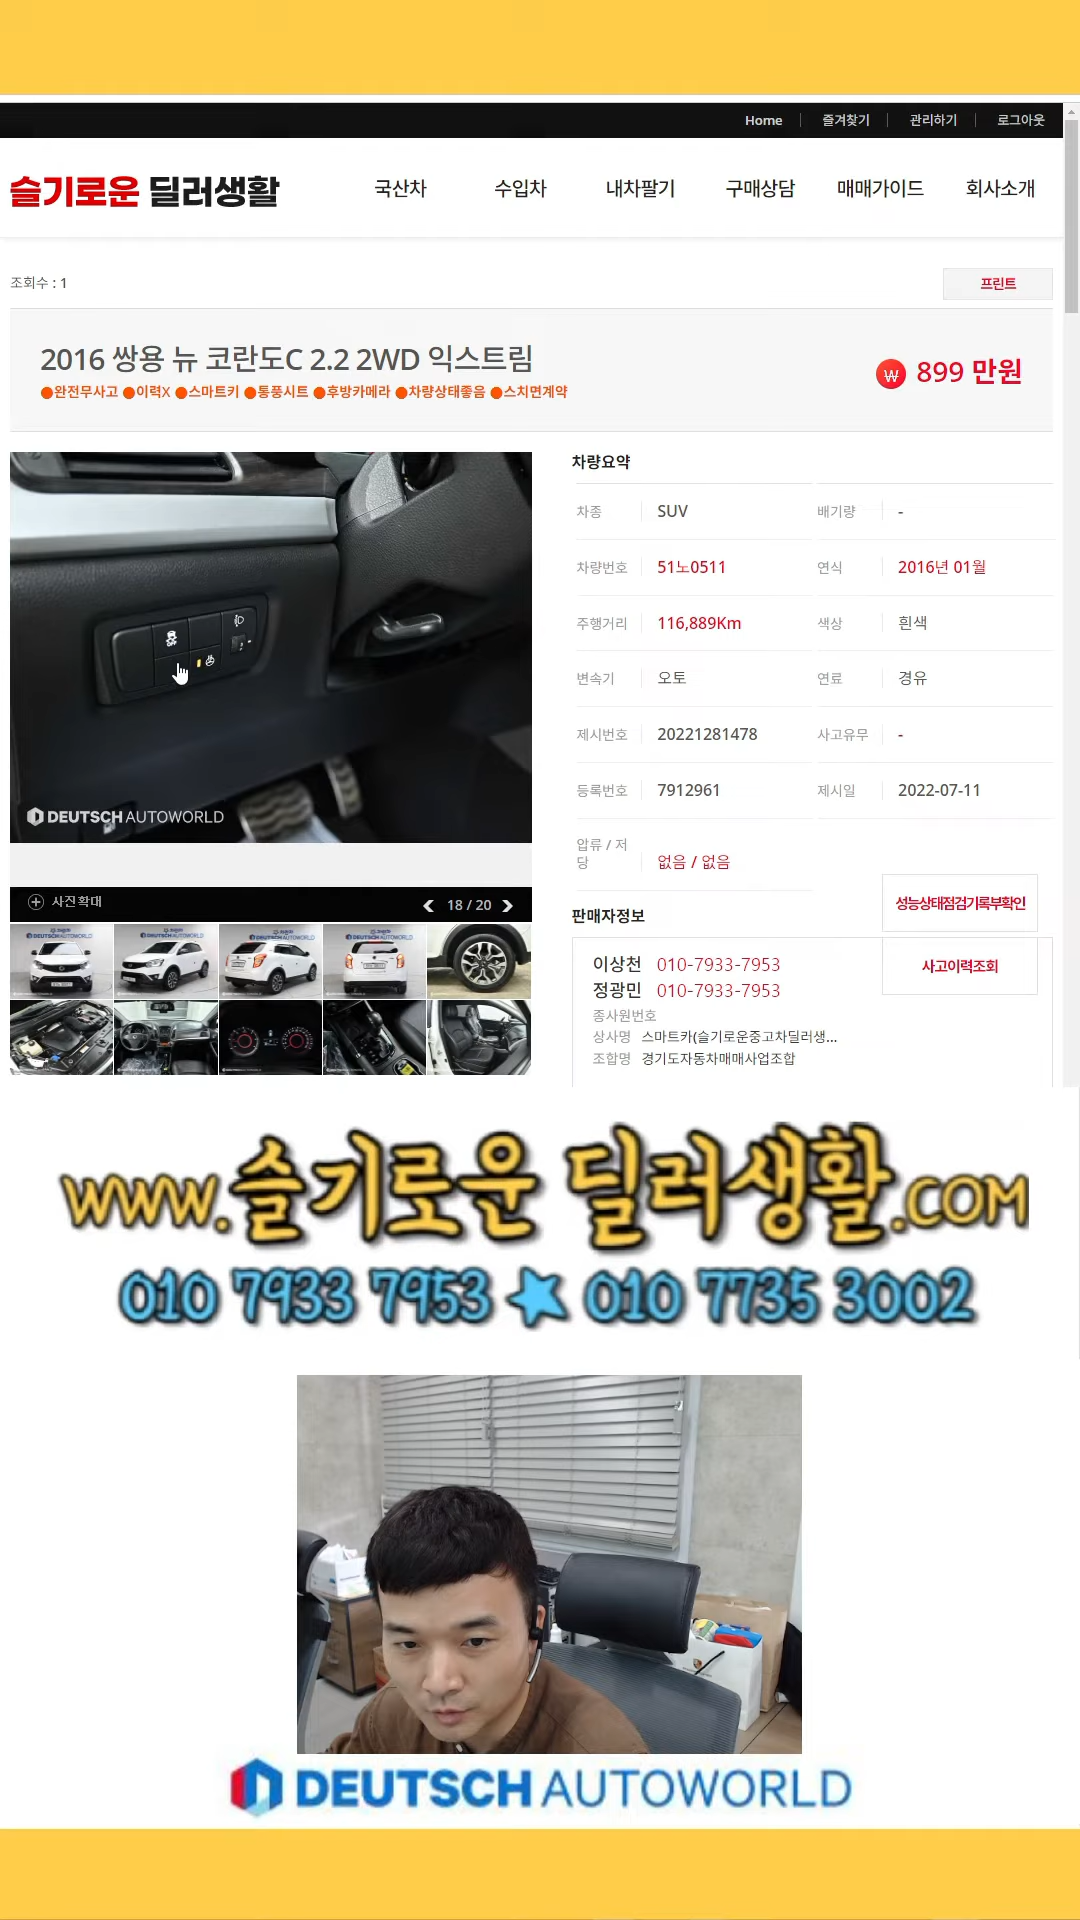 Home 즐겨찾기 관리하기 로그아웃
슬기로운 딜러생활 국산차 수입차 내차팔기 구매상담 매매가이드 회사소개
조회수 : 1 프린트
2016 쌍용 뉴 코란도C 2.2 2WD 익스트림
●완전무사고 ●이력X ●스마트키 ●통풍시트 ●후방카메라 ●차량상태좋음 ●스치면계약
₩ 899 만원
DEUTSCH AUTOWORLD
사진확대 18 / 20
차량요약
차종 SUV 배기량 -
차량번호 51노0511 연식 2016년 01월
주행거리 116,889Km 색상 흰색
변속기 오토 연료 경유
제시번호 20221281478 사고유무 -
등록번호 7912961 제시일 2022-07-11
압류 / 저당 없음 / 없음
성능상태점검기록부확인
판매자정보
사고이력조회
이상천 010-7933-7953
정광민 010-7933-7953
종사원번호
상사명 스마트카(슬기로운중고차딜러생...
조합명 경기도자동차매매사업조합
www.슬기로운 딜러생활.com
010 7933 7953 ★ 010 7735 3002
DEUTSCH AUTOWORLD